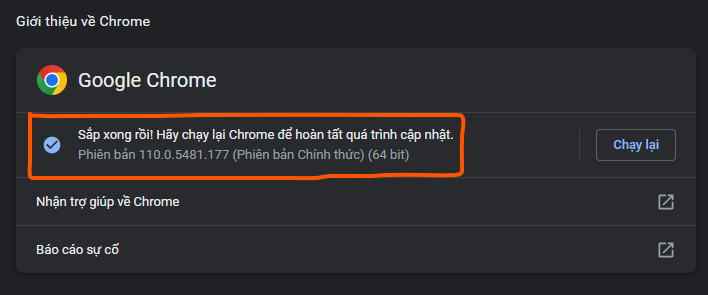 Giới thiệu về Chrome
Google Chrome
Sắp xong rồi! Hãy chạy lại Chrome để hoàn tất quá trình cập nhật.
Phiên bản 110.0.5481.177 (Phiên bản Chính thức) (64 bit)
Chạy lại
Nhận trợ giúp về Chrome
Báo cáo sự cố